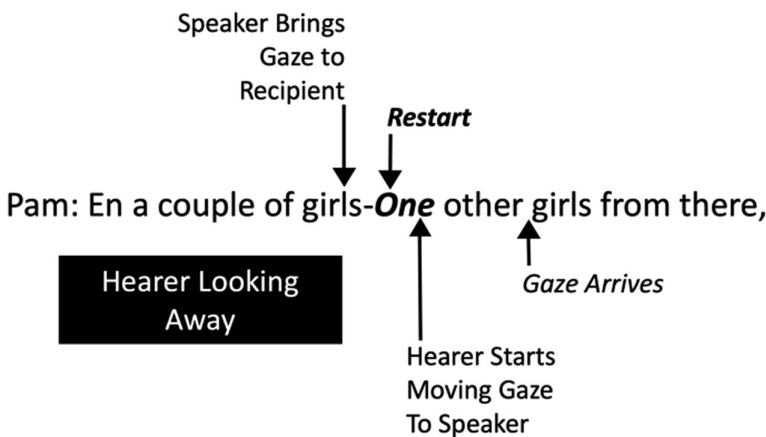 Speaker Brings
Gaze to
Recipient
Restart
Pam: En a couple of girls-One other girls from there,
Hearer Looking
Away
Gaze Arrives
Hearer Starts
Moving Gaze
To Speaker